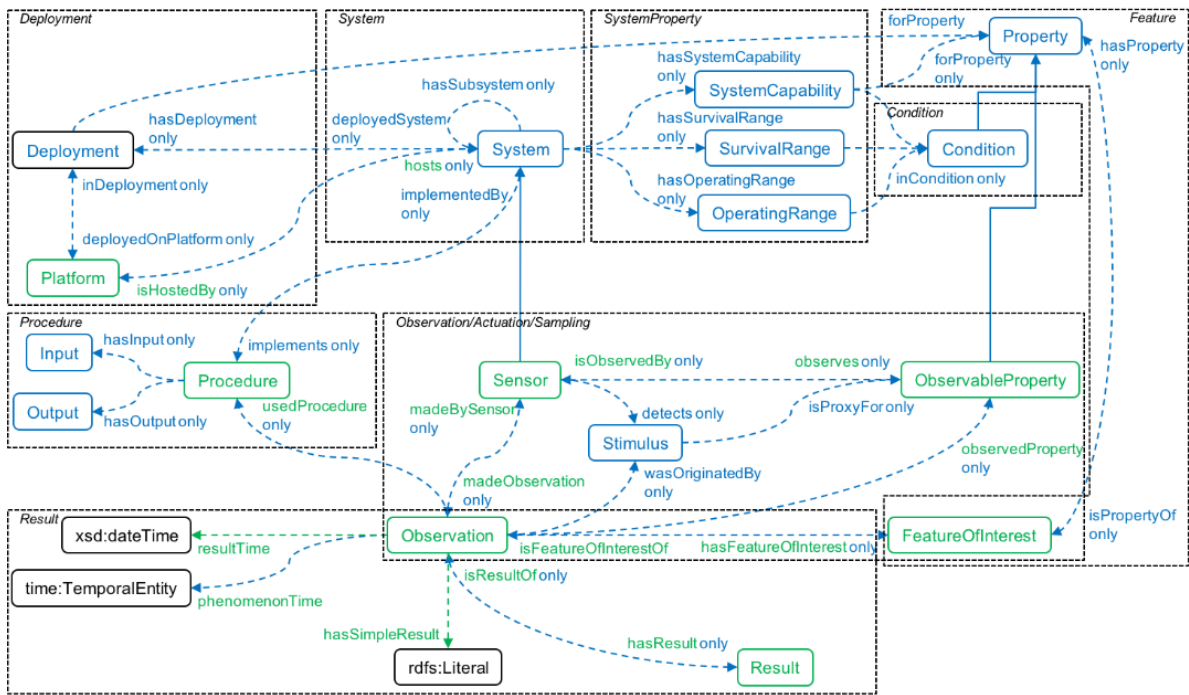 Deployment
System
SystemProperty
Feature
forProperty
Property
hasProperty
only
hasSystemCapability
only
forProperty
only
hasSubsystem only
SystemCapability
hasDeployment
only
deployedSystem
only
hasSurvivalRange
only
Condition
Deployment
System
SurvivalRange
Condition
hosts only
inDeployment only
implementedBy
only
hasOperatingRange
only
inCondition only
OperatingRange
deployedOnPlatform only
Platform
isHostedBy only
Procedure
Observation/Actuation/Sampling
hasInput only
implements only
Input
isObservedBy only
observes only
Procedure
Sensor
ObservableProperty
usedProcedure
only
madeBySensor
only
Output
hasOutput only
detects only
isProxyFor only
Stimulus
observedProperty
only
wasOriginatedBy
only
madeObservation
only
Result
isPropertyOf
only
xsd:dateTime
resultTime
Observation
isFeatureOfInterestOf
hasFeatureOfInterest only
FeatureOfInterest
isResultOf only
time:TemporalEntity
phenomenonTime
hasSimpleResult
hasResult only
rdfs:Literal
Result